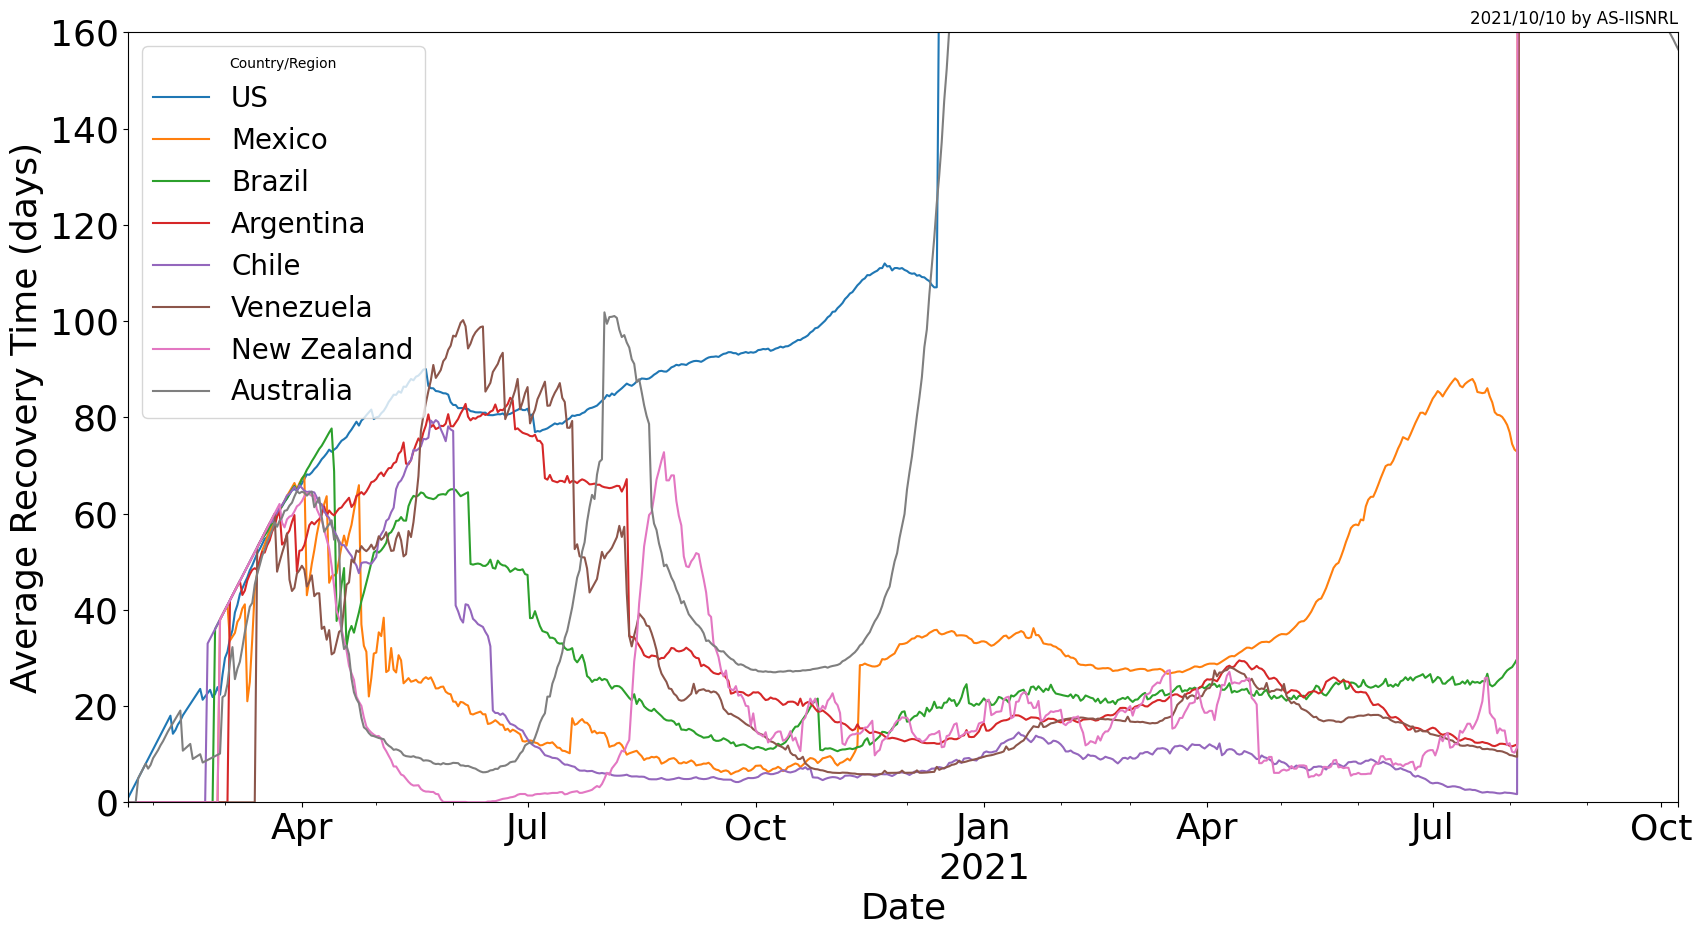 2021/10/10 by AS-IISNRL
160
140
120
100
80
60
40
20
0
Average Recovery Time (days)
Country/Region
US
Mexico
Brazil
Argentina
Chile
Venezuela
New Zealand
Australia
Apr Jul Oct Jan Apr Jul Oct
2021
Date